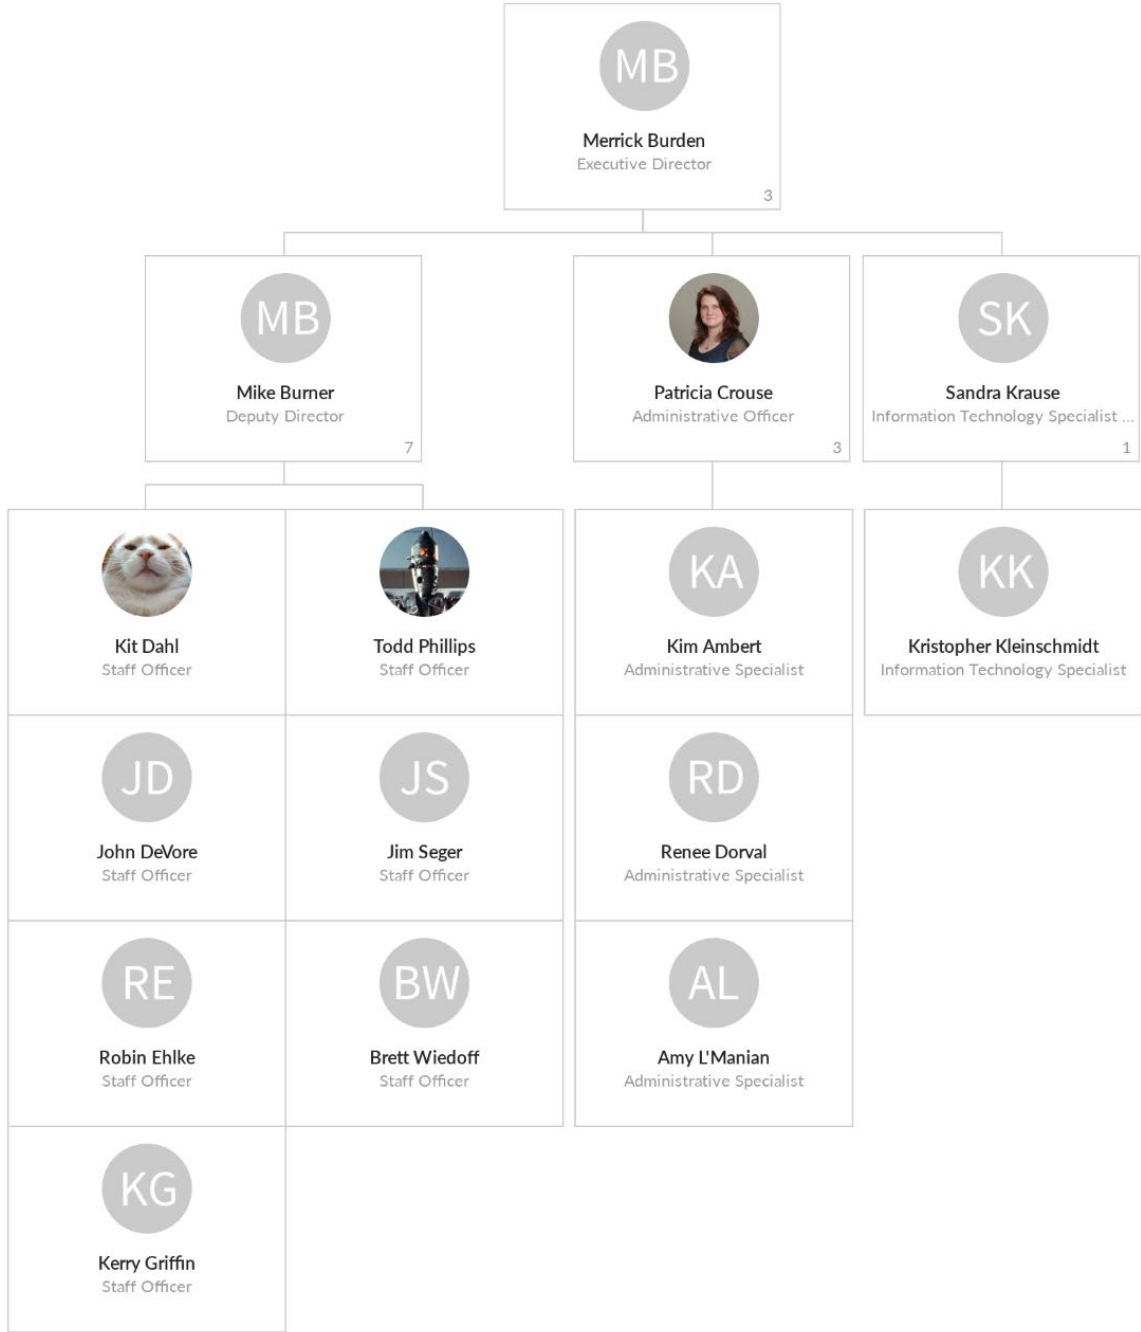 MB
Merrick Burden
Executive Director
3
MB
Mike Burner
Deputy Director
7
Patricia Crouse
Administrative Officer
3
SK
Sandra Krause
Information Technology Specialist ...
1
Kit Dahl
Staff Officer
Todd Phillips
Staff Officer
KA
Kim Ambert
Administrative Specialist
KK
Kristopher Kleinschmidt
Information Technology Specialist
JD
John DeVore
Staff Officer
JS
Jim Seger
Staff Officer
RD
Renee Dorval
Administrative Specialist
RE
Robin Ehlke
Staff Officer
BW
Brett Wiedoff
Staff Officer
AL
Amy L'Manian
Administrative Specialist
KG
Kerry Griffin
Staff Officer